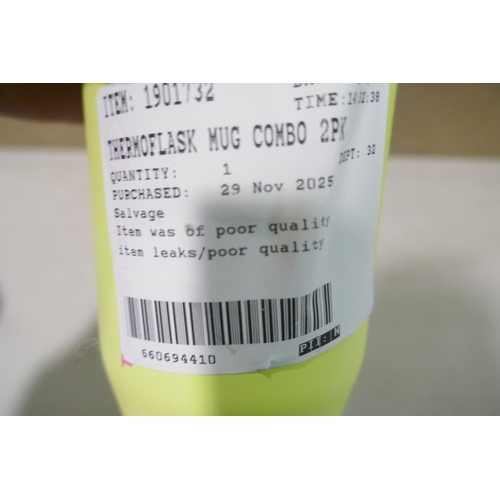 ITEM: 1901732
TIME:14:02:38
THERMOFLASK MUG COMBO 2PK
DEPT: 32
QUANTITY: 1
PURCHASED: 29 Nov 2025
Salvage
Item was of poor quality
item leaks/poor quality
660694410
PII: N